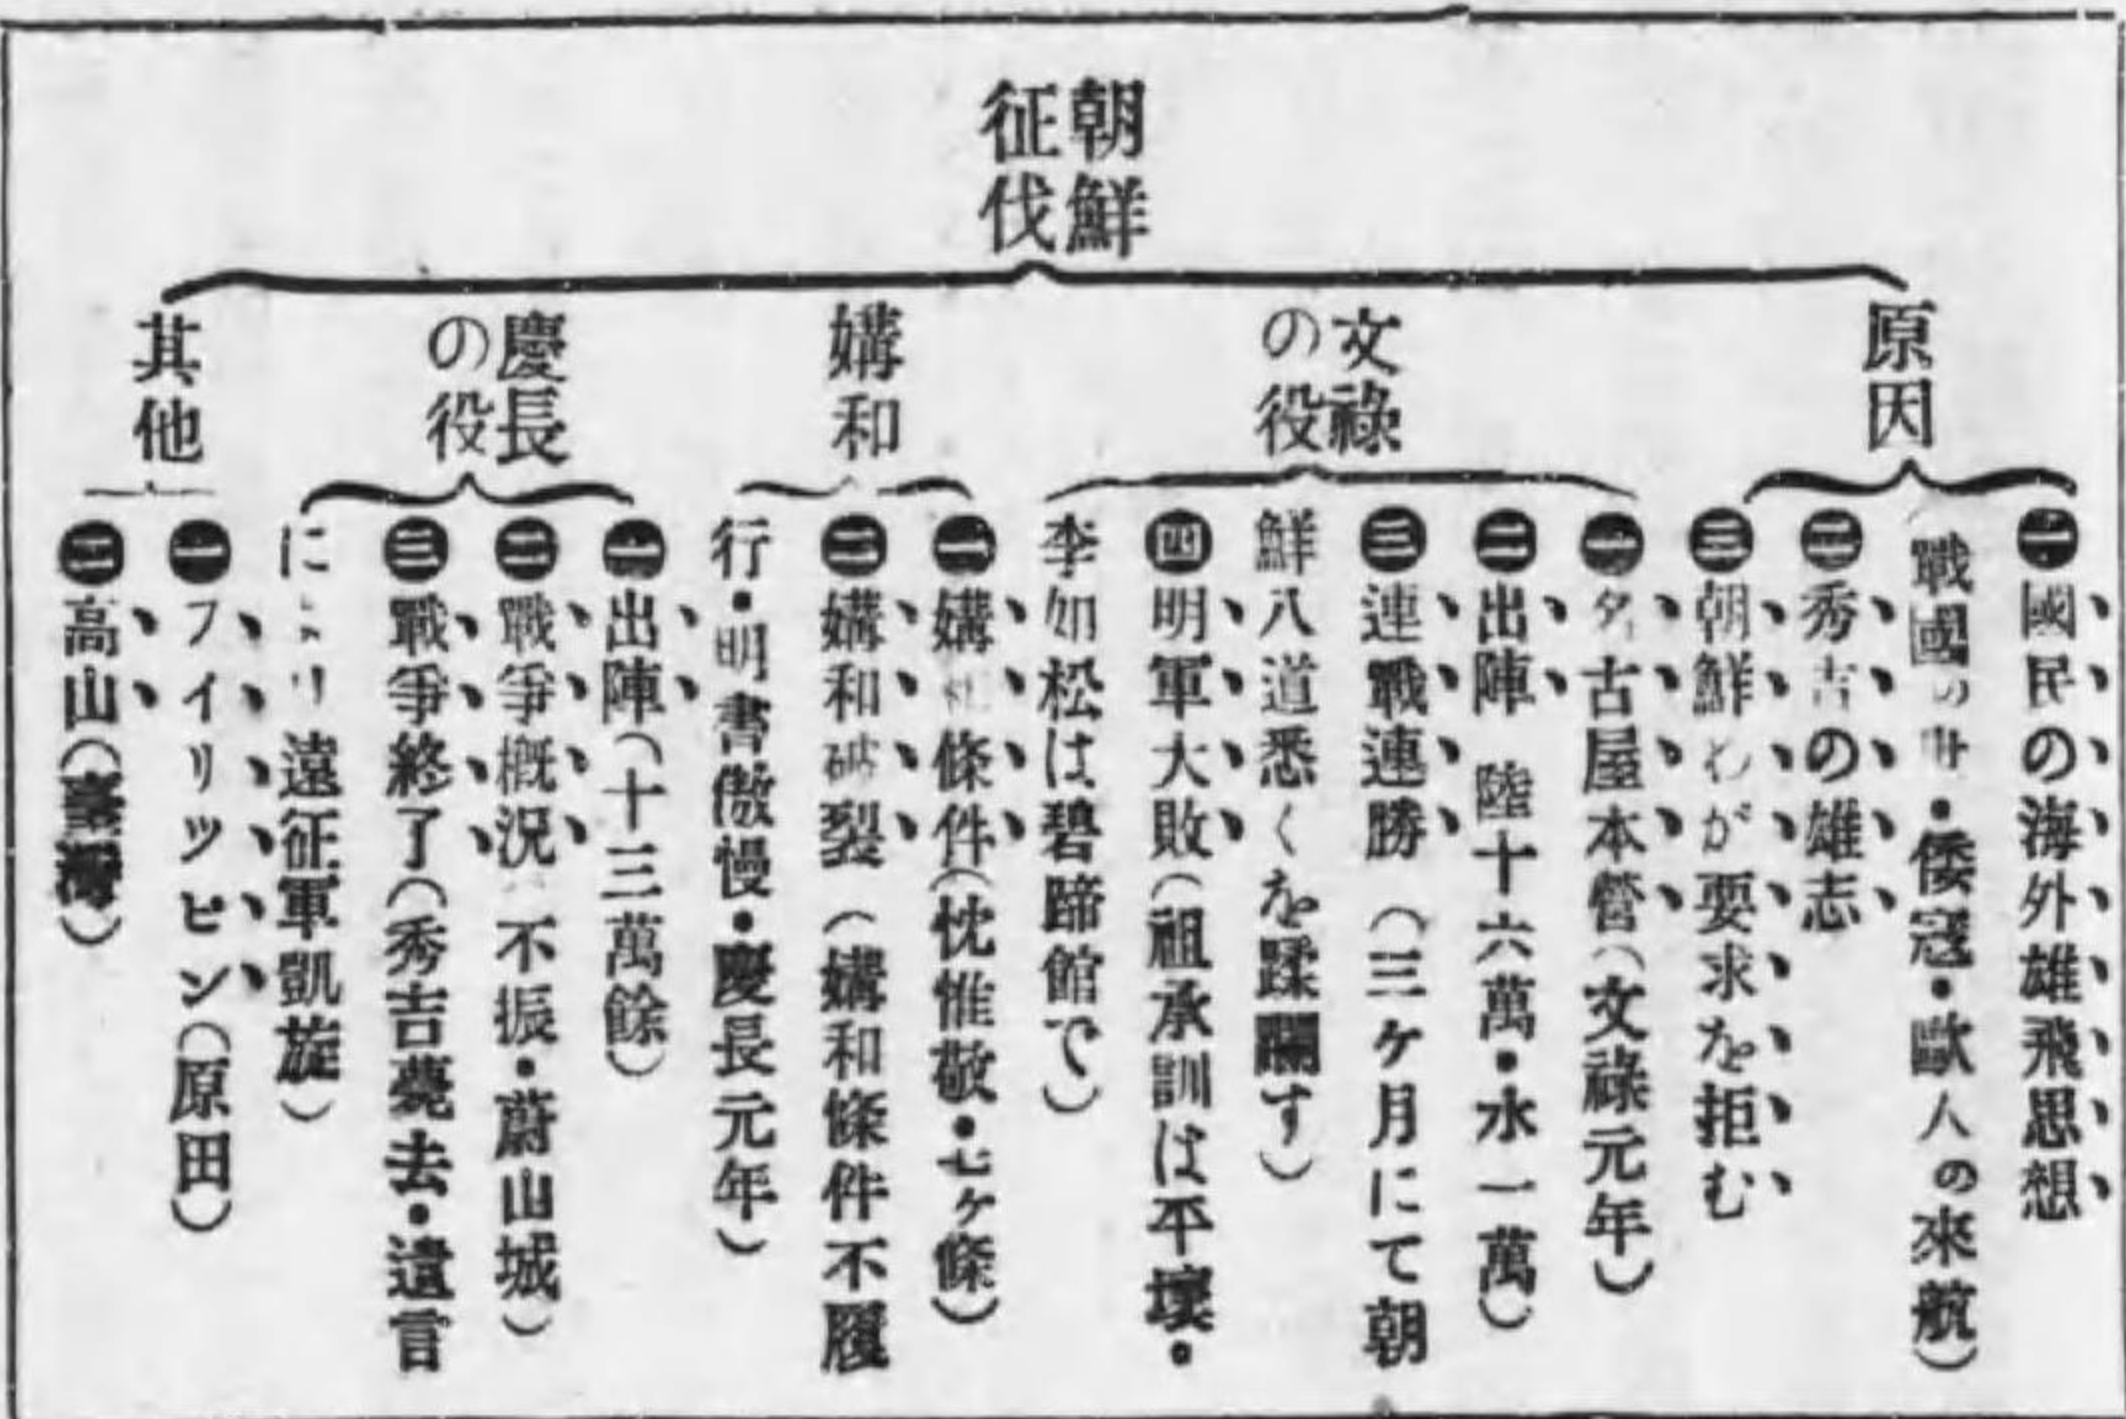 朝鮮
征伐
原因
㊀國民の海外雄飛思想
(戰國の世・倭寇・歐人の來航)
㊁秀吉の雄志
㊂朝鮮わが要求を拒む
文祿
の役
㊀名古屋本營(文祿元年)
㊁出陣 陸十六萬・水一萬)
㊂連戰連勝(三ケ月にて朝
鮮八道悉くを蹂躙す)
㊃明軍大敗(祖承訓は平壤・
李如松は碧蹄館で)
媾和
㊀媾和條件(忱惟敬・七ケ條)
㊁媾和破裂(媾和條件不履
行・明書傲慢・慶長元年)
慶長
の役
㊀出陣(十三萬餘)
㊁戰爭概況(不振・蔚山城)
㊂戰爭終了(秀吉薨去・遺言
により遠征軍凱旋)
其他
㊀フイリツピン(原田)
㊁高山(臺灣)